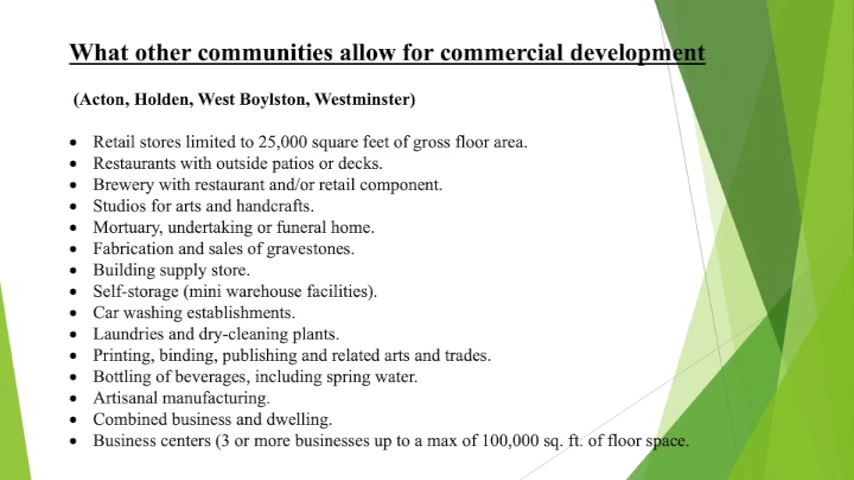 What other communities allow for commercial development
(Acton, Holden, West Boylston, Westminster)
• Retail stores limited to 25,000 square feet of gross floor area.
• Restaurants with outside patios or decks.
• Brewery with restaurant and/or retail component.
• Studios for arts and handcrafts.
• Mortuary, undertaking or funeral home.
• Fabrication and sales of gravestones.
• Building supply store.
• Self-storage (mini warehouse facilities).
• Car washing establishments.
• Laundries and dry-cleaning plants.
• Printing, binding, publishing and related arts and trades.
• Bottling of beverages, including spring water.
• Artisanal manufacturing.
• Combined business and dwelling.
• Business centers (3 or more businesses up to a max of 100,000 sq. ft. of floor space.